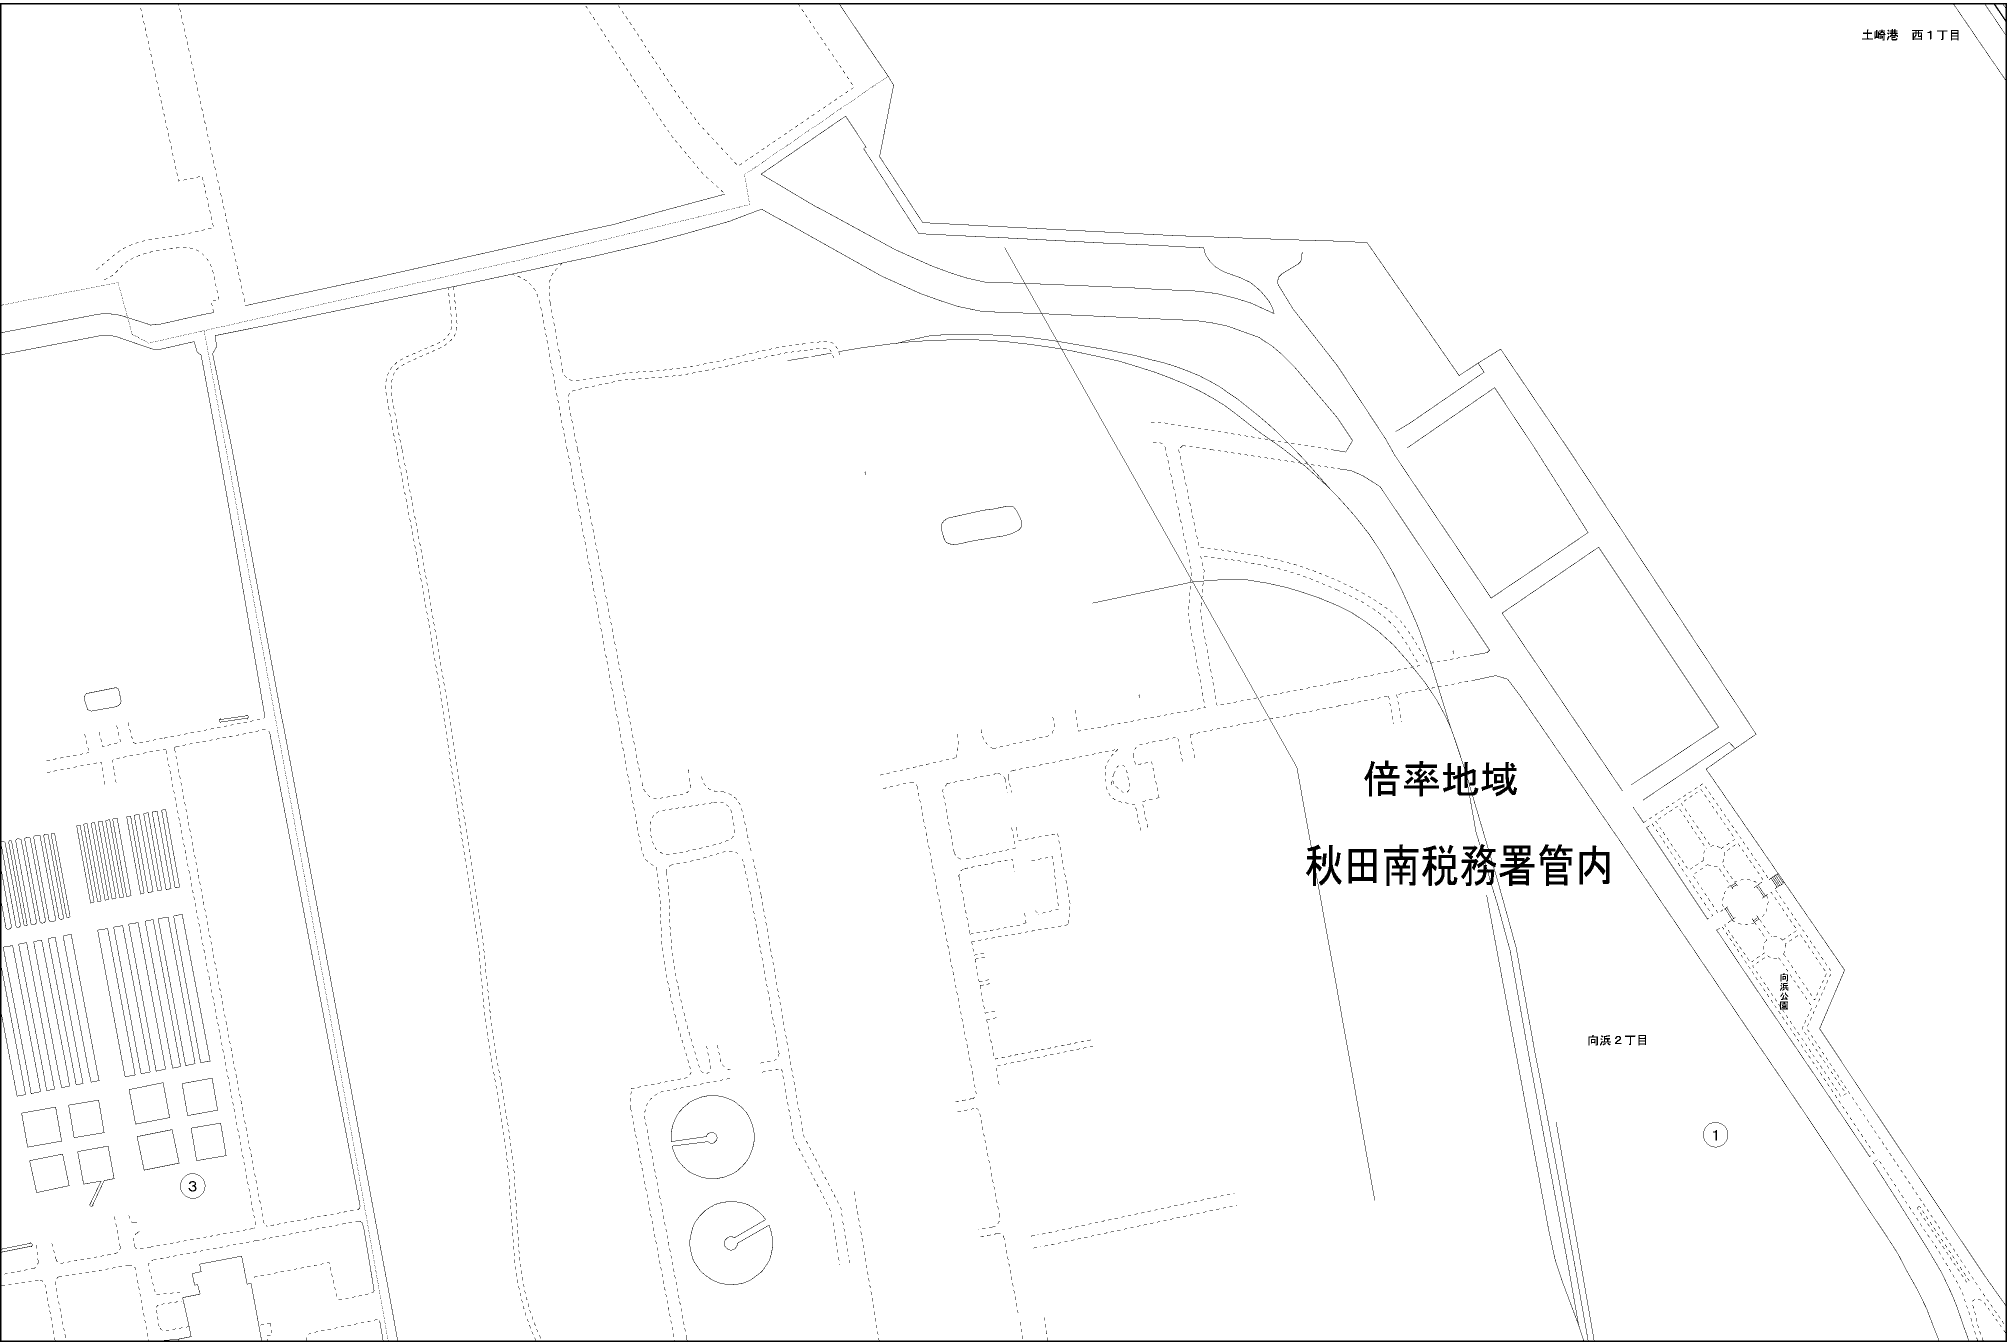 土崎港　西１丁目
倍率地域
秋田南税務署管内
向浜公園
向浜２丁目
1
3